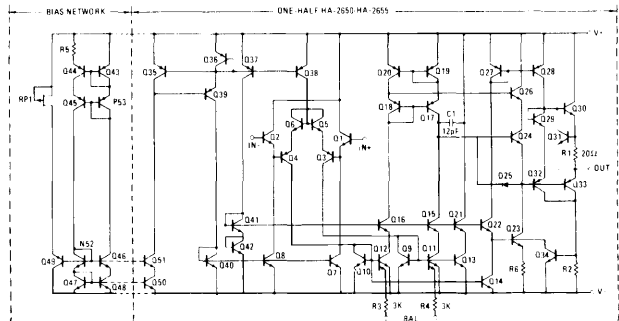 BIAS NETWORK
ONE-HALF HA-2650-HA-2655
V+
R5
Q44
Q43
Q35
Q36
Q37
Q38
Q20
Q19
Q27
Q28
RP1
Q45
P53
Q39
Q18
Q17
C1
12pF
Q26
Q30
Q29
Q6
Q5
Q2
Q1
IN-
IN+
Q4
Q3
Q24
Q31
R1
20Ω
OUT
D25
Q32
Q33
Q41
Q42
Q16
Q15
Q21
Q22
Q23
N52
Q49
Q46
Q51
Q40
Q8
Q7
Q10
Q12
Q9
Q11
Q13
Q34
Q47
Q48
Q50
Q14
R6
R2
V-
R3
3K
R4
3K
BAL